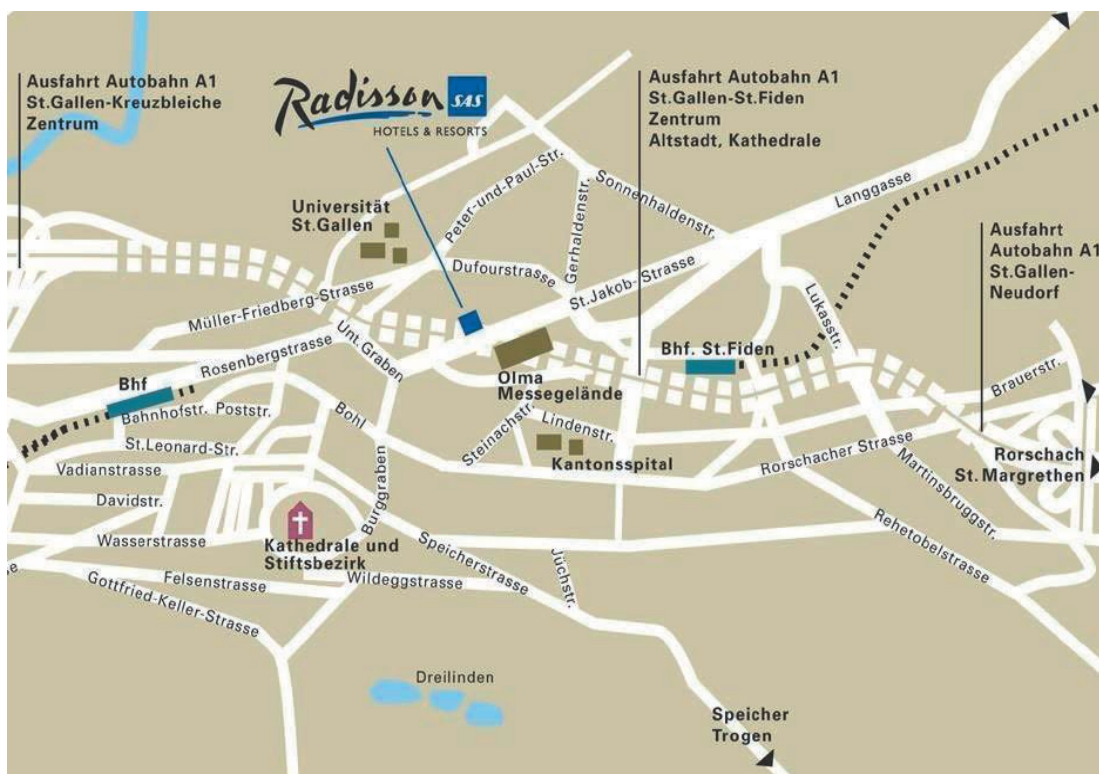 Ausfahrt Autobahn A1
St.Gallen-Kreuzbleiche
Zentrum
Radisson SAS
HOTELS & RESORTS
Ausfahrt Autobahn A1
St.Gallen-St.Fiden
Zentrum
Altstadt, Kathedrale
Universität
St.Gallen
Peter-und-Paul-Str.
Sonnenhaldenstr.
Gerhaldenstr.
Langgasse
Dufourstrasse
St.Jakob-Strasse
Ausfahrt
Autobahn A1
St.Gallen-
Neudorf
Müller-Friedberg-Strasse
Lukasstr.
Unt.Graben
Rosenbergstrasse
Bhf. St.Fiden
Olma
Messegelände
Brauerstr.
Bhf
Bahnhofstr.
Poststr.
Bohl
Steinachstr.
Lindenstr.
St.Leonard-Str.
Kantonsspital
Rorschacher Strasse
Rorschach
St.Margrethen
Vadianstrasse
Davidstr.
Burggraben
Martinsbruggstr.
Wasserstrasse
Kathedrale und
Stiftsbezirk
Speicherstrasse
Rehetobelstrasse
Jüchstr.
ge
Felsenstrasse
Wildeggstrasse
Gottfried-Keller-Strasse
Dreilinden
Speicher
Trogen